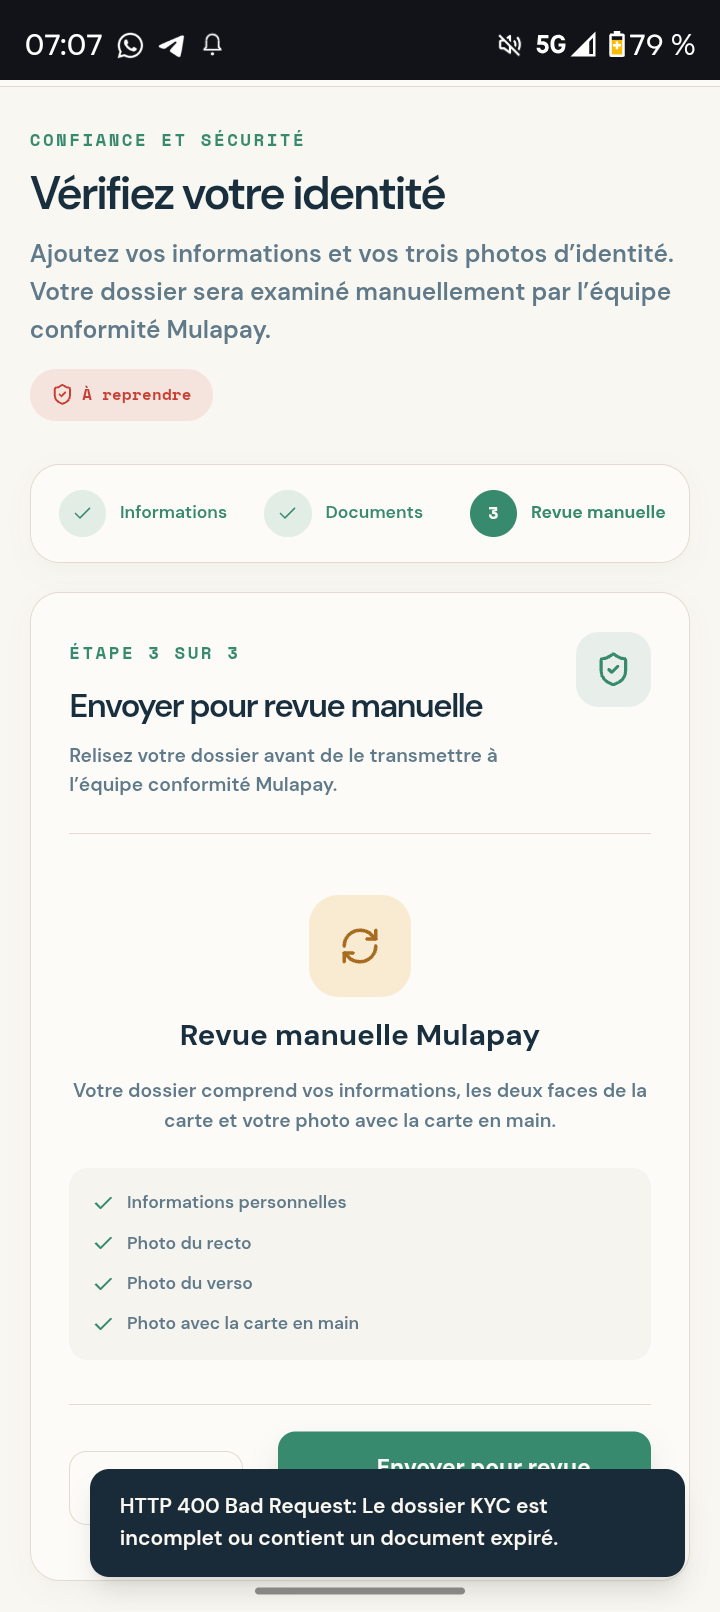 07:07
5G
79 %
CONFIANCE ET SÉCURITÉ
Vérifiez votre identité
Ajoutez vos informations et vos trois photos d’identité.
Votre dossier sera examiné manuellement par l’équipe
conformité Mulapay.
À reprendre
Informations
Documents
3
Revue manuelle
ÉTAPE 3 SUR 3
Envoyer pour revue manuelle
Relisez votre dossier avant de le transmettre à
l’équipe conformité Mulapay.
Revue manuelle Mulapay
Votre dossier comprend vos informations, les deux faces de la
carte et votre photo avec la carte en main.
Informations personnelles
Photo du recto
Photo du verso
Photo avec la carte en main
Envoyer pour revue
HTTP 400 Bad Request: Le dossier KYC est
incomplet ou contient un document expiré.